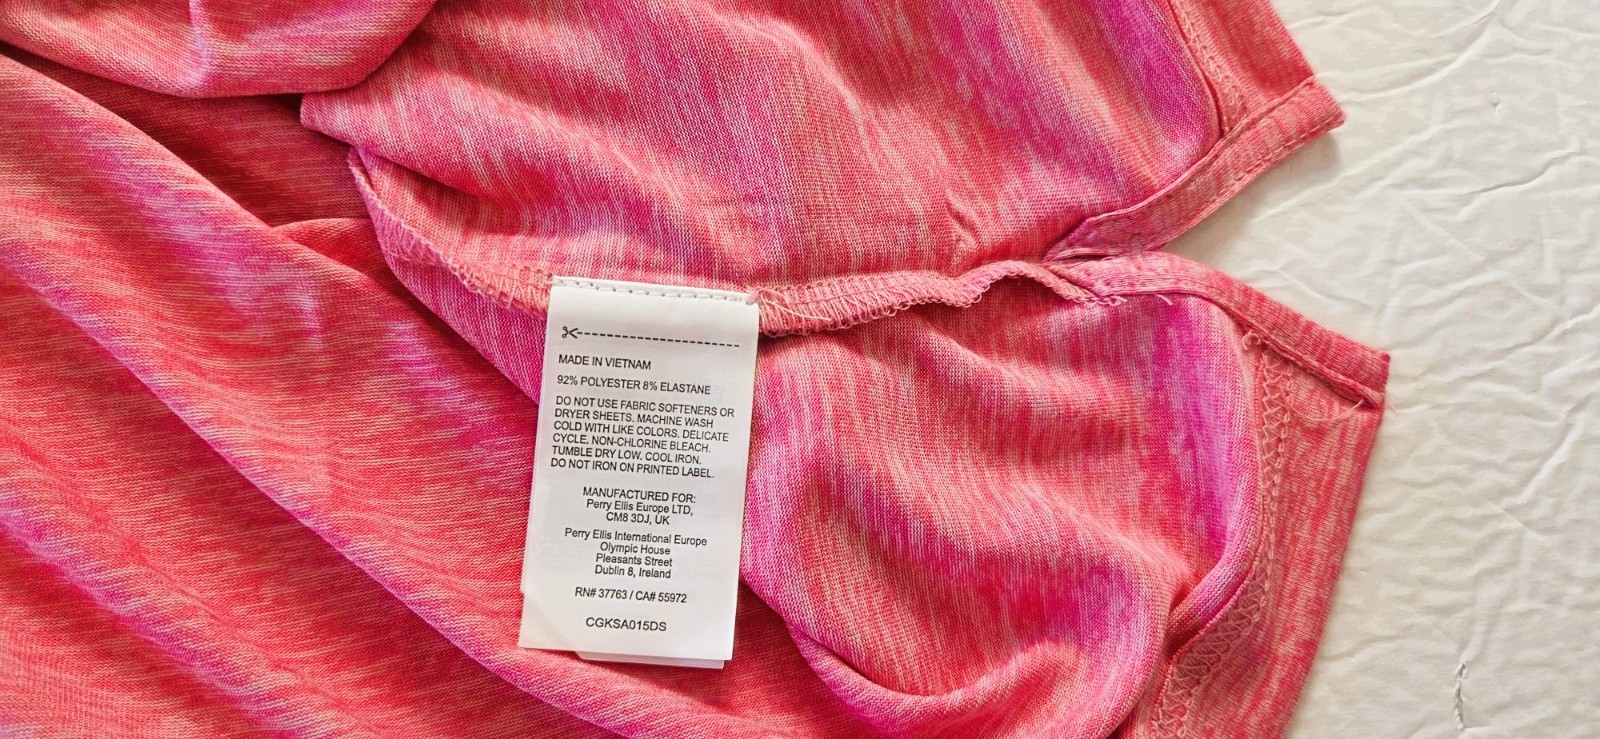 MADE IN VIETNAM
92% POLYESTER 8% ELASTANE
DO NOT USE FABRIC SOFTENERS OR
DRYER SHEETS. MACHINE WASH
COLD WITH LIKE COLORS. DELICATE
CYCLE. NON-CHLORINE BLEACH.
TUMBLE DRY LOW. COOL IRON.
DO NOT IRON ON PRINTED LABEL.
MANUFACTURED FOR:
Perry Ellis Europe LTD,
CM8 3DJ, UK
Perry Ellis International Europe
Olympic House
Pleasants Street
Dublin 8, Ireland
RN# 37763 / CA# 55972
CGKSA015DS